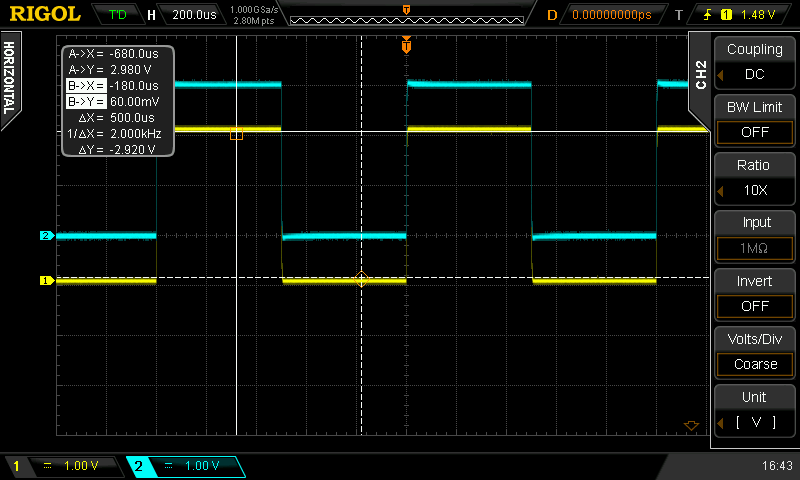 RIGOL T'D H 200.0us 1.000GSa/s 2.80M pts T D 0.00000000ps T 1 1.48 V
HORIZONTAL
T
A->X = -680.0us
A->Y = 2.980 V
B->X = -180.0us
B->Y = 60.00mV
ΔX = 500.0us
1/ΔX = 2.000kHz
ΔY = -2.920 V
2
1
CH2
Coupling
DC
BW Limit
OFF
Ratio
10X
Input
1MΩ
Invert
OFF
Volts/Div
Coarse
Unit
[ V ]
1 1.00 V 2 1.00 V 16:43